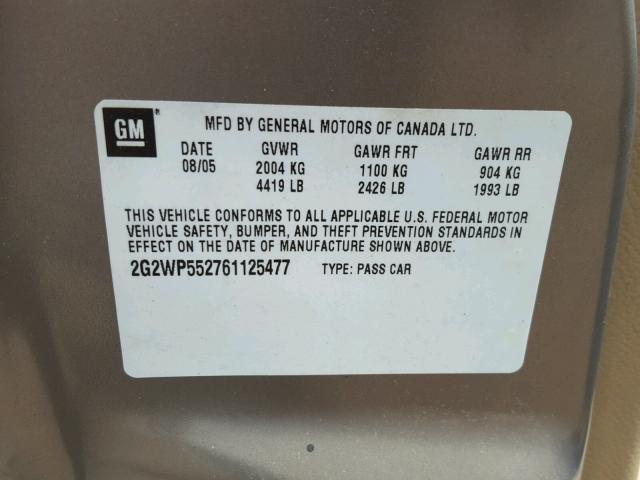 GM
MFD BY GENERAL MOTORS OF CANADA LTD.
DATE GVWR GAWR FRT GAWR RR
08/05 2004 KG 1100 KG 904 KG
4419 LB 2426 LB 1993 LB
THIS VEHICLE CONFORMS TO ALL APPLICABLE U.S. FEDERAL MOTOR
VEHICLE SAFETY, BUMPER, AND THEFT PREVENTION STANDARDS IN
EFFECT ON THE DATE OF MANUFACTURE SHOWN ABOVE.
2G2WP552761125477 TYPE: PASS CAR